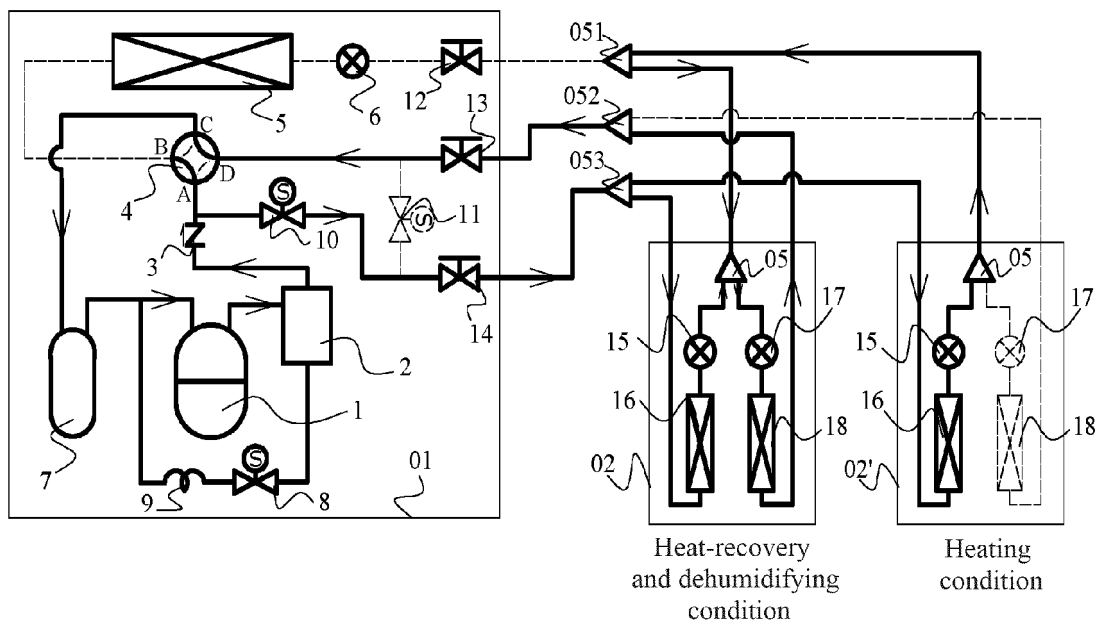 051
12
13
052
5
6
C
B
D
A
053
4
S
S
11
10
3
05
05
14
15
17
15
17
2
1
16
18
16
18
7
S
01
02
02'
9
8
Heat-recovery
and dehumidifying
condition
Heating
condition